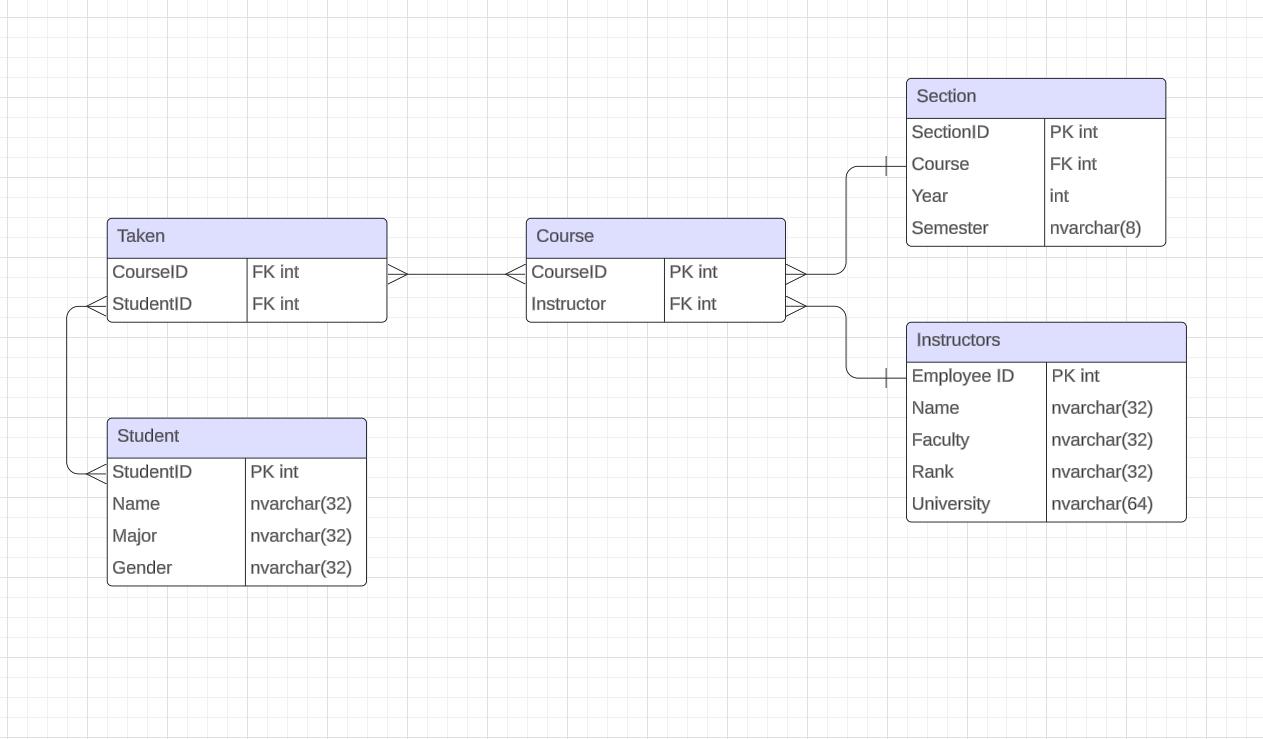 Section
SectionID PK int
Course FK int
Year int
Semester nvarchar(8)
Taken
CourseID FK int
StudentID FK int
Course
CourseID PK int
Instructor FK int
Instructors
Employee ID PK int
Name nvarchar(32)
Faculty nvarchar(32)
Rank nvarchar(32)
University nvarchar(64)
Student
StudentID PK int
Name nvarchar(32)
Major nvarchar(32)
Gender nvarchar(32)